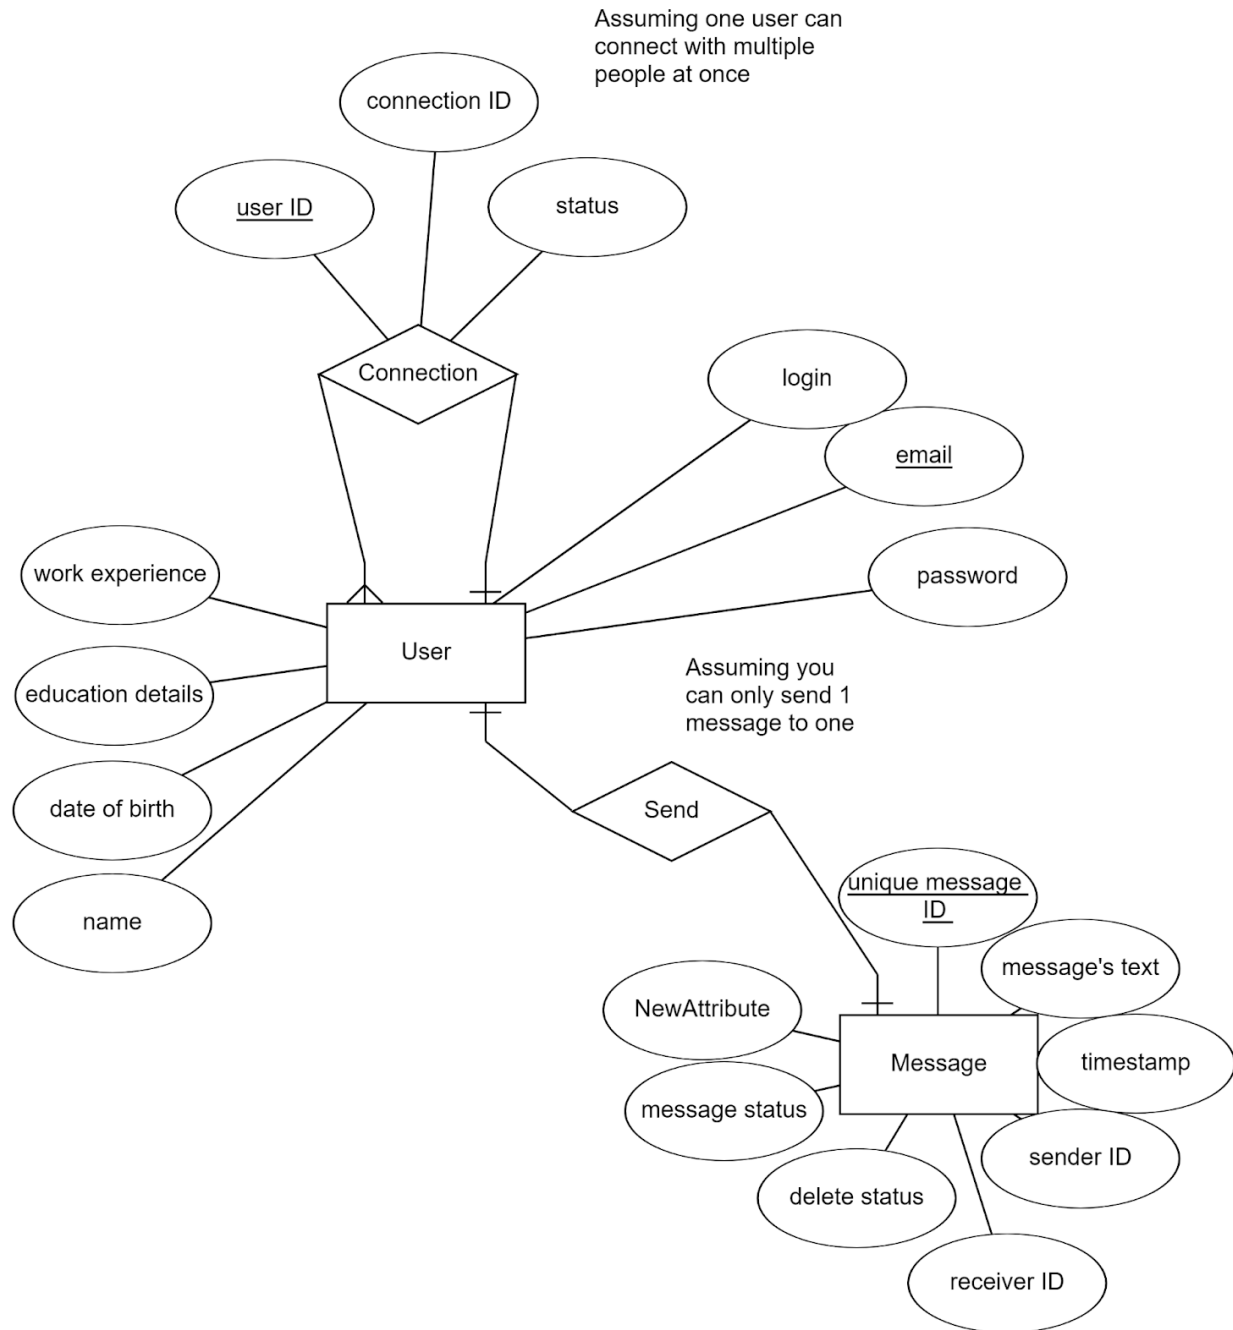 Assuming one user can
connect with multiple
people at once
connection ID
user ID
status
Connection
login
email
password
work experience
User
education details
Assuming you
can only send 1
message to one
date of birth
Send
name
unique message
ID
message's text
NewAttribute
Message
timestamp
message status
sender ID
delete status
receiver ID